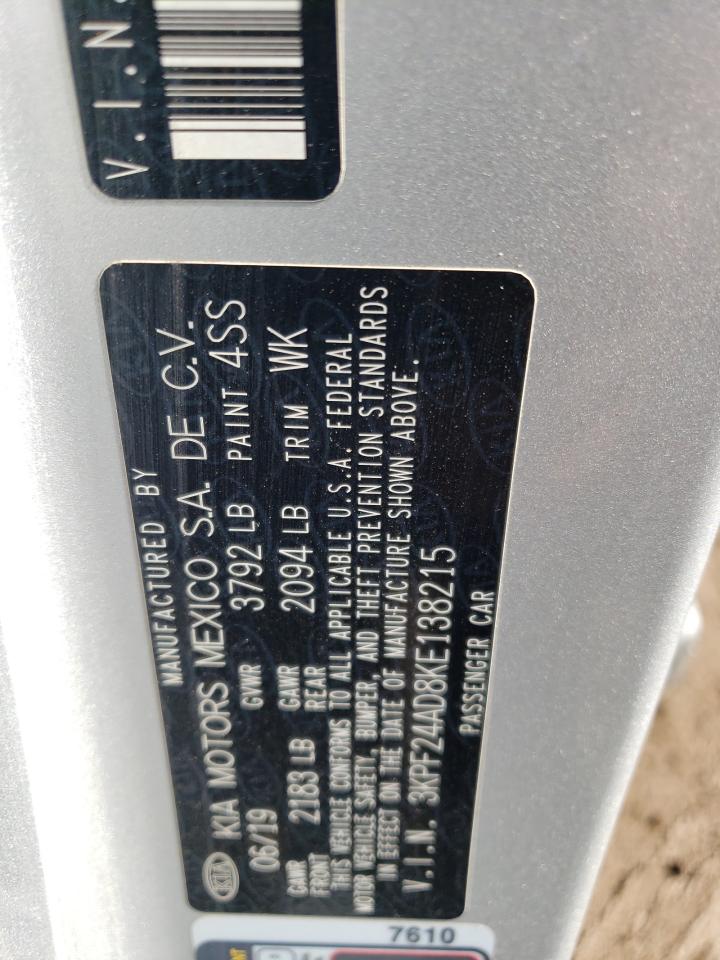 V.I.N.
MANUFACTURED BY
KIA KIA MOTORS MEXICO S.A. DE C.V.
06/19 GVWR 3792 LB PAINT 4SS
GAWR FRONT 2183 LB GAWR REAR 2094 LB TRIM WK
THIS VEHICLE CONFORMS TO ALL APPLICABLE U.S.A. FEDERAL
MOTOR VEHICLE SAFETY, BUMPER, AND THEFT PREVENTION STANDARDS
IN EFFECT ON THE DATE OF MANUFACTURE SHOWN ABOVE.
V.I.N. 3KPF24AD8KE138215
PASSENGER CAR
7610